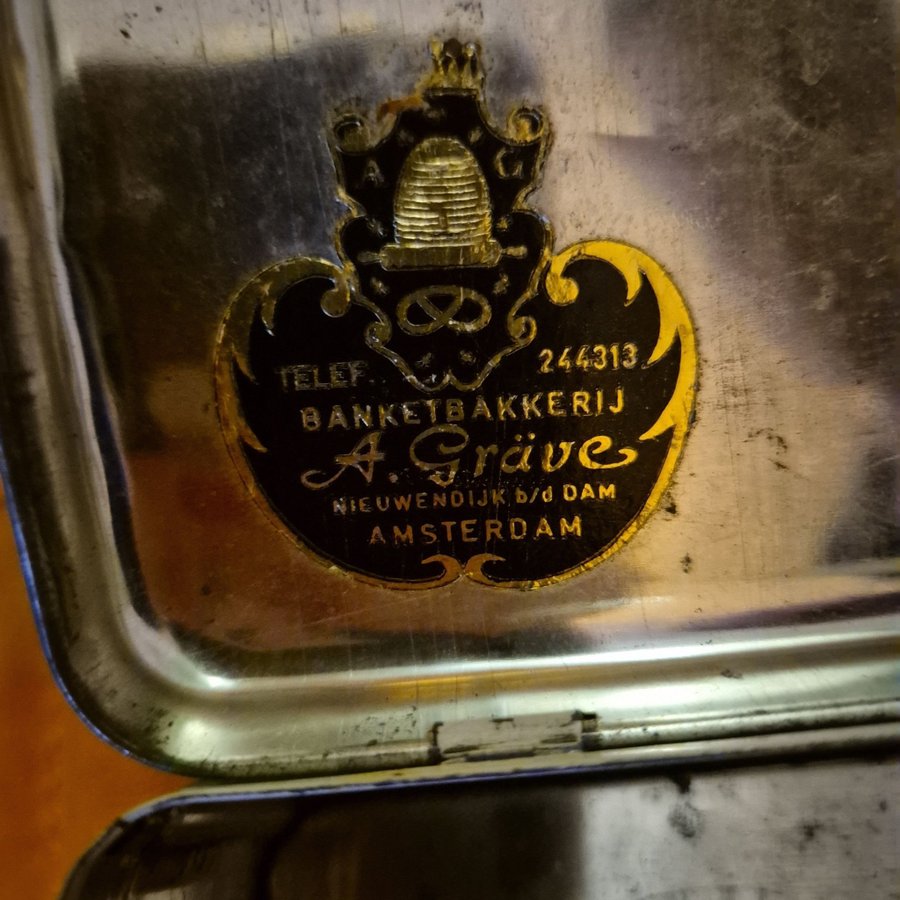 A G
TELEF. 244313
BANKETBAKKERIJ
A. Gräve
NIEUWENDIJK b/d DAM
AMSTERDAM